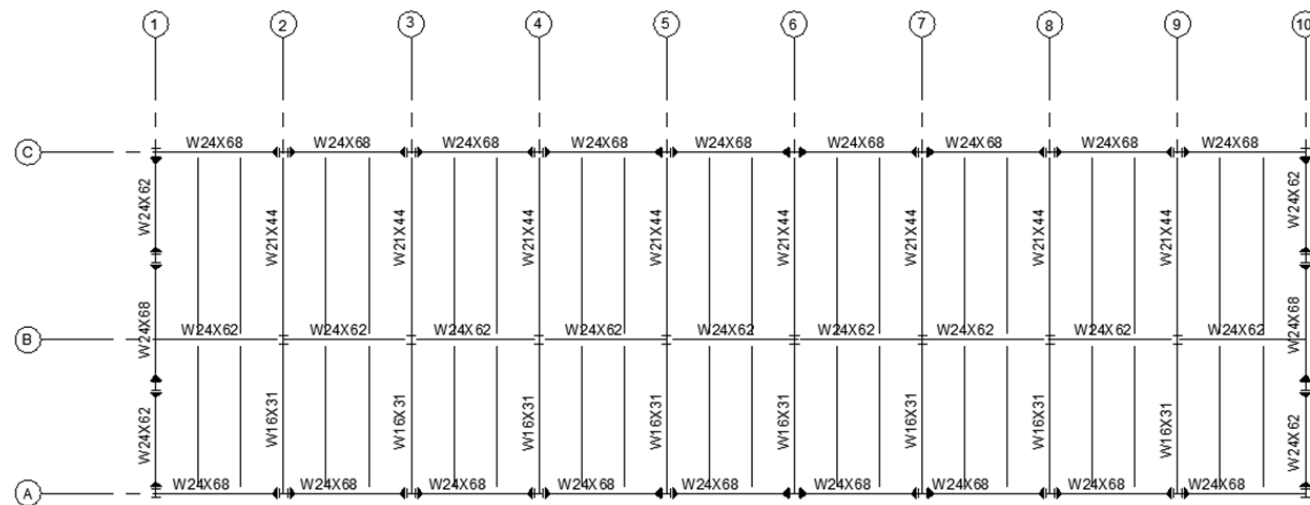 1 2 3 4 5 6 7 8 9 10
C
W24X68 W24X68 W24X68 W24X68 W24X68 W24X68 W24X68 W24X68 W24X68
W24X62 W21X44 W21X44 W21X44 W21X44 W21X44 W21X44 W21X44 W21X44 W24X62
W24X68 W24X68
B
W24X62 W24X62 W24X62 W24X62 W24X62 W24X62 W24X62 W24X62 W24X62
W24X62 W16X31 W16X31 W16X31 W16X31 W16X31 W16X31 W16X31 W16X31 W24X62
A
W24X68 W24X68 W24X68 W24X68 W24X68 W24X68 W24X68 W24X68 W24X68